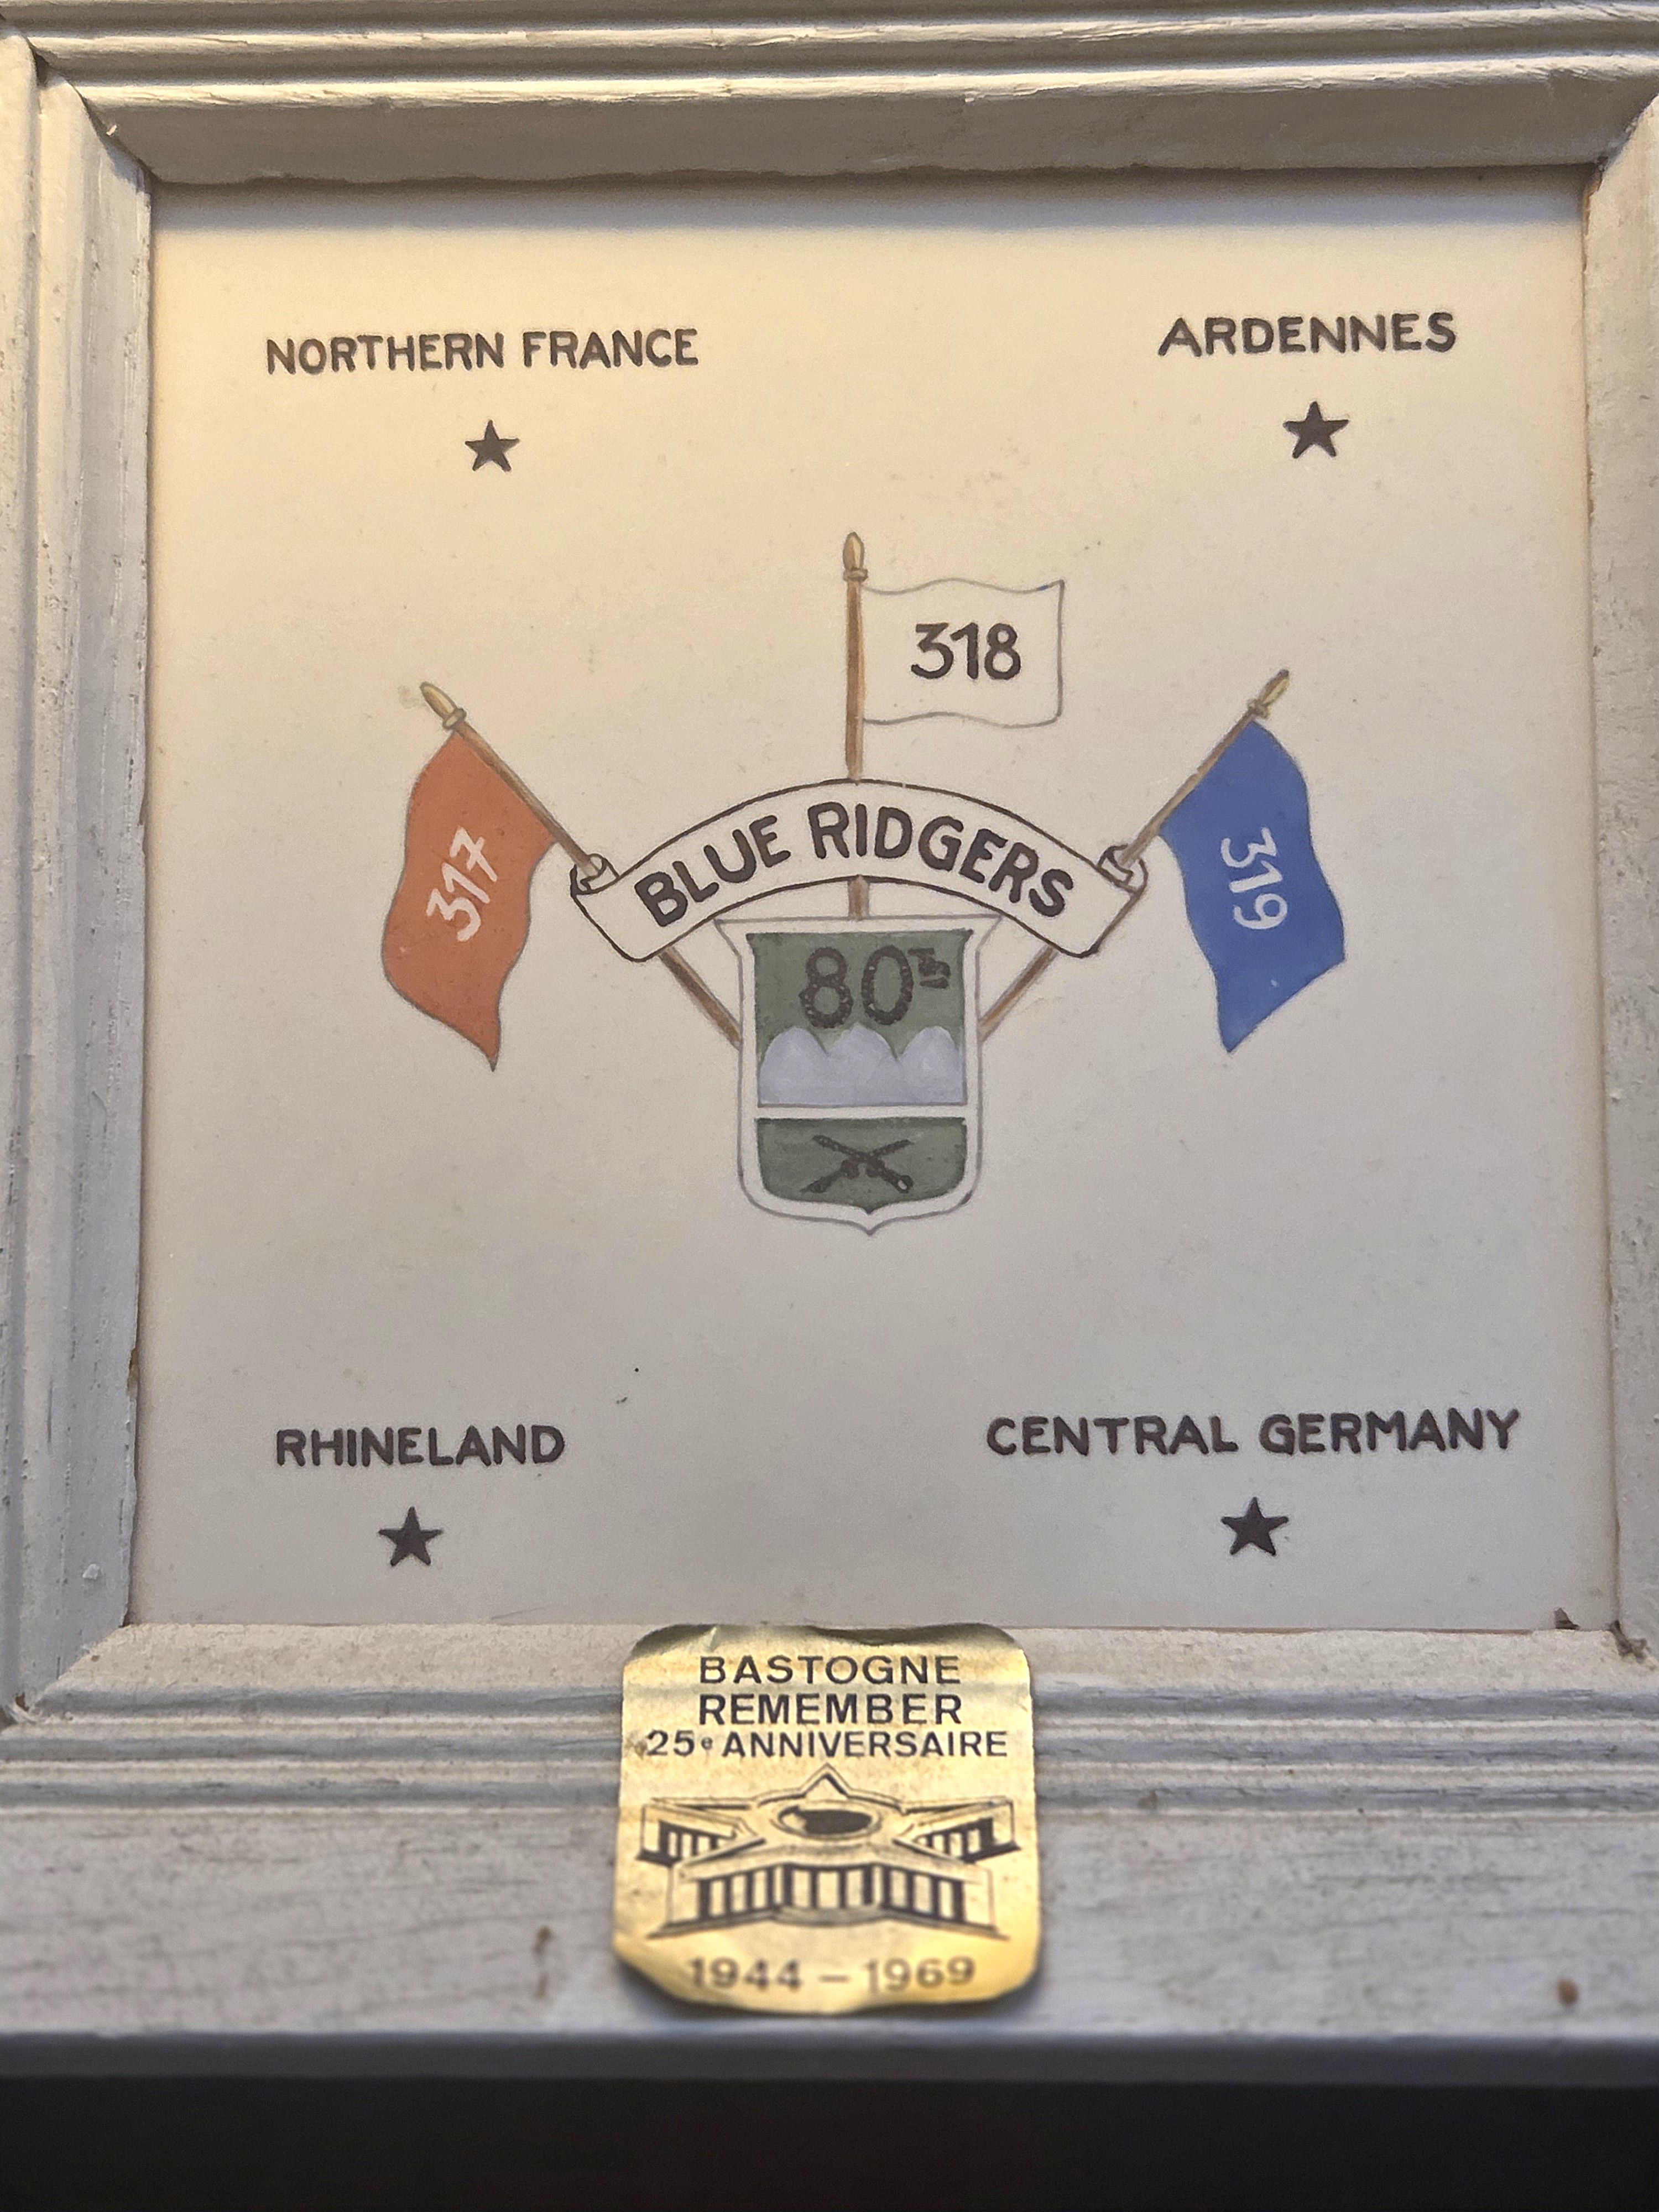 NORTHERN FRANCE
ARDENNES
318
317
319
BLUE RIDGERS
80TH
RHINELAND
CENTRAL GERMANY
BASTOGNE
REMEMBER
25e ANNIVERSAIRE
1944 – 1969